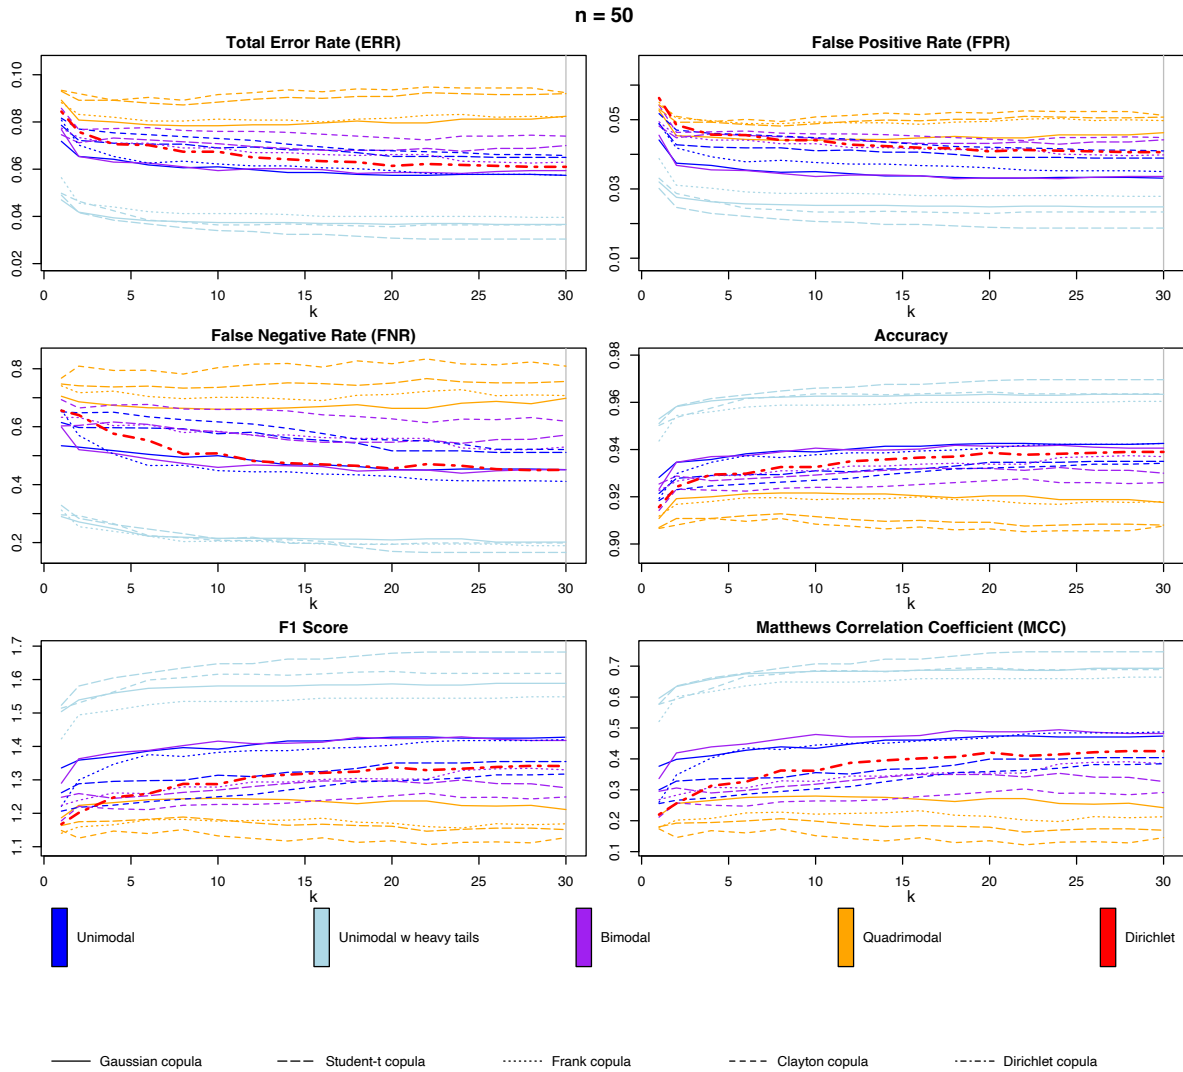 n = 50
Total Error Rate (ERR)
0.02 0.04 0.06 0.08 0.10
0 5 10 15 20 25 30
k
False Positive Rate (FPR)
0.01 0.03 0.05
0 5 10 15 20 25 30
k
False Negative Rate (FNR)
0.2 0.4 0.6 0.8
0 5 10 15 20 25 30
k
Accuracy
0.90 0.92 0.94 0.96 0.98
0 5 10 15 20 25 30
k
F1 Score
1.1 1.2 1.3 1.4 1.5 1.6 1.7
0 5 10 15 20 25 30
k
Matthews Correlation Coefficient (MCC)
0.1 0.2 0.3 0.4 0.5 0.6 0.7
0 5 10 15 20 25 30
k
Unimodal Unimodal w heavy tails Bimodal Quadrimodal Dirichlet
Gaussian copula Student-t copula Frank copula Clayton copula Dirichlet copula